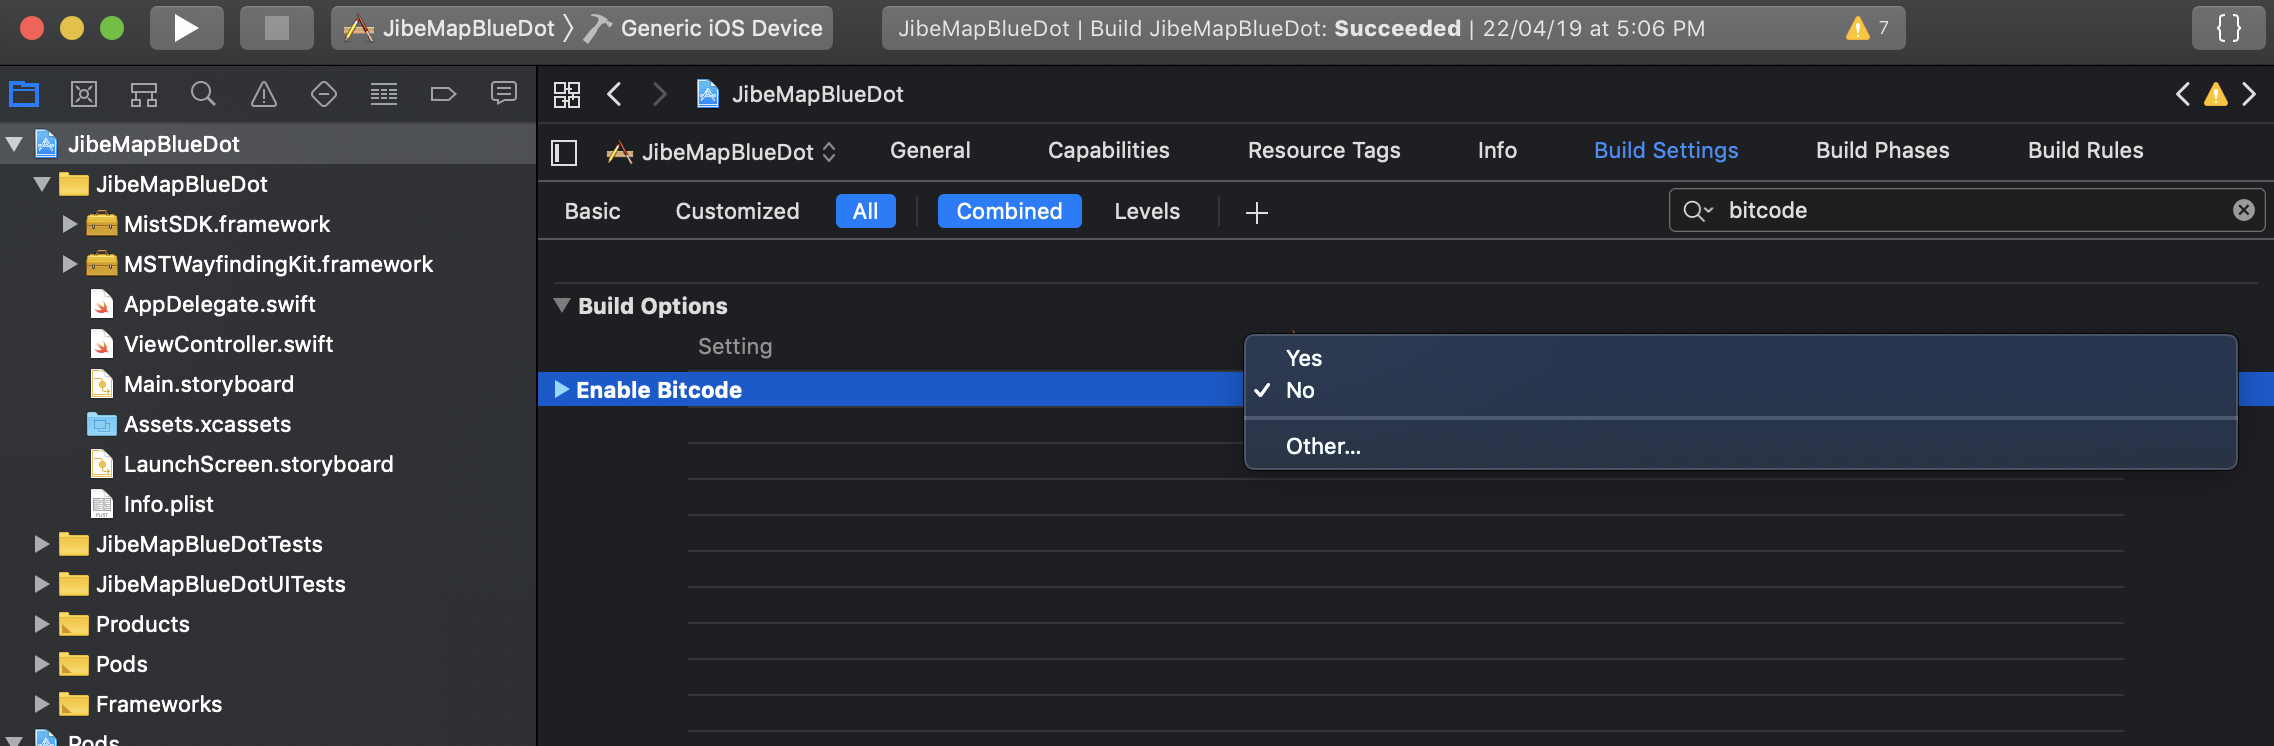 JibeMapBlueDot 〉 Generic iOS Device
JibeMapBlueDot | Build JibeMapBlueDot: Succeeded | 22/04/19 at 5:06 PM
7
{}
JibeMapBlueDot
JibeMapBlueDot
General
Capabilities
Resource Tags
Info
Build Settings
Build Phases
Build Rules
Basic
Customized
All
Combined
Levels
+
bitcode
JibeMapBlueDot
JibeMapBlueDot
MistSDK.framework
MSTWayfindingKit.framework
AppDelegate.swift
ViewController.swift
Main.storyboard
Assets.xcassets
LaunchScreen.storyboard
Info.plist
JibeMapBlueDotTests
JibeMapBlueDotUITests
Products
Pods
Frameworks
Pods
Build Options
Setting
Enable Bitcode
Yes
No
Other...